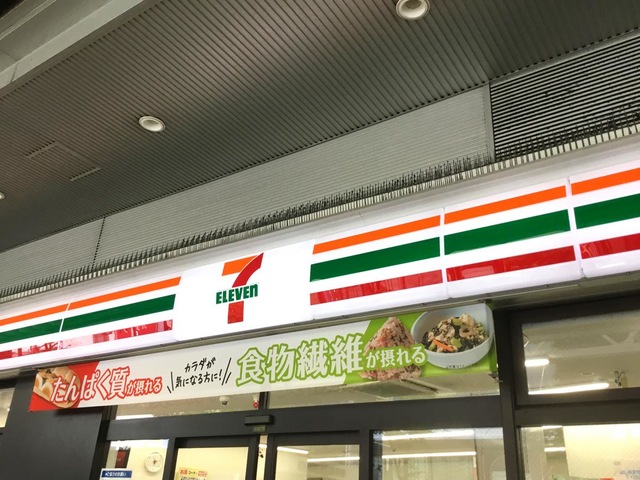 7
ELEVEn
たんぱく質が摂れる
カラダが
気になる方に!
食物繊維が摂れる